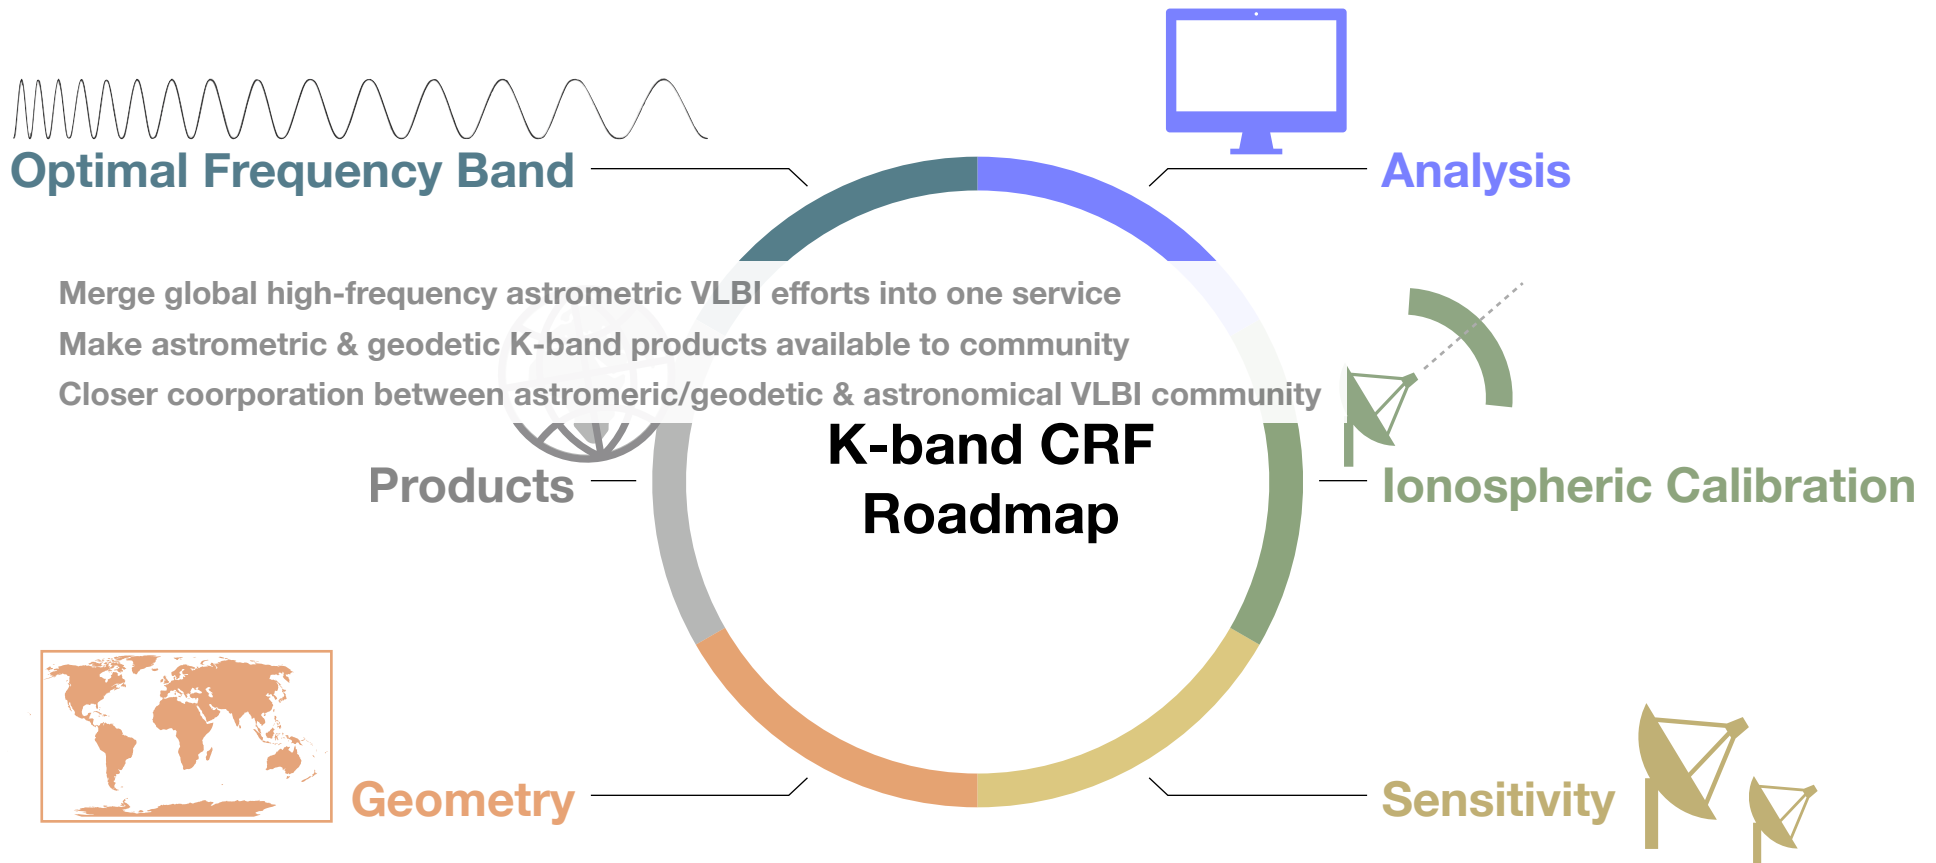 Optimal Frequency Band
Analysis
Merge global high-frequency astrometric VLBI efforts into one service
Make astrometric & geodetic K-band products available to community
Closer coorporation between astromeric/geodetic & astronomical VLBI community
K-band CRF
Roadmap
Products
Ionospheric Calibration
Geometry
Sensitivity